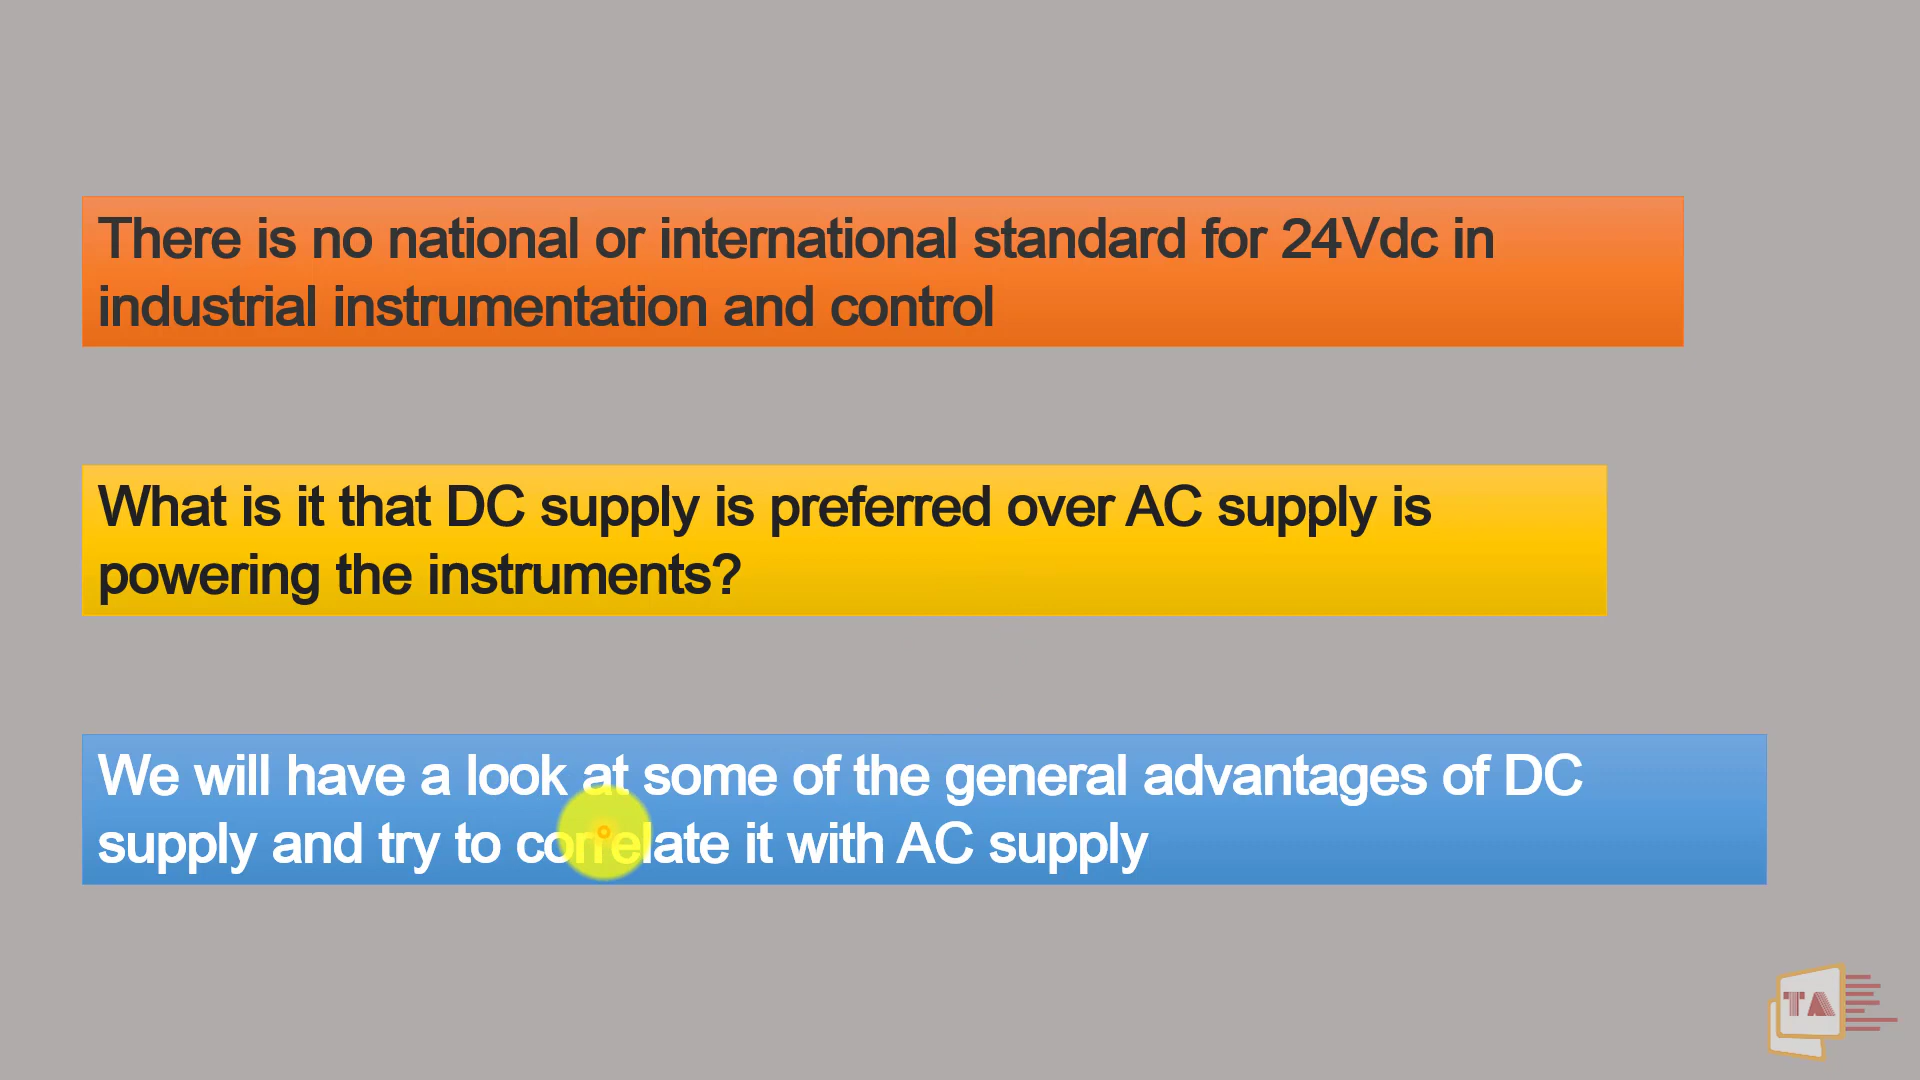 There is no national or international standard for 24Vdc in
industrial instrumentation and control
What is it that DC supply is preferred over AC supply is
powering the instruments?
We will have a look at some of the general advantages of DC
supply and try to correlate it with AC supply
TA